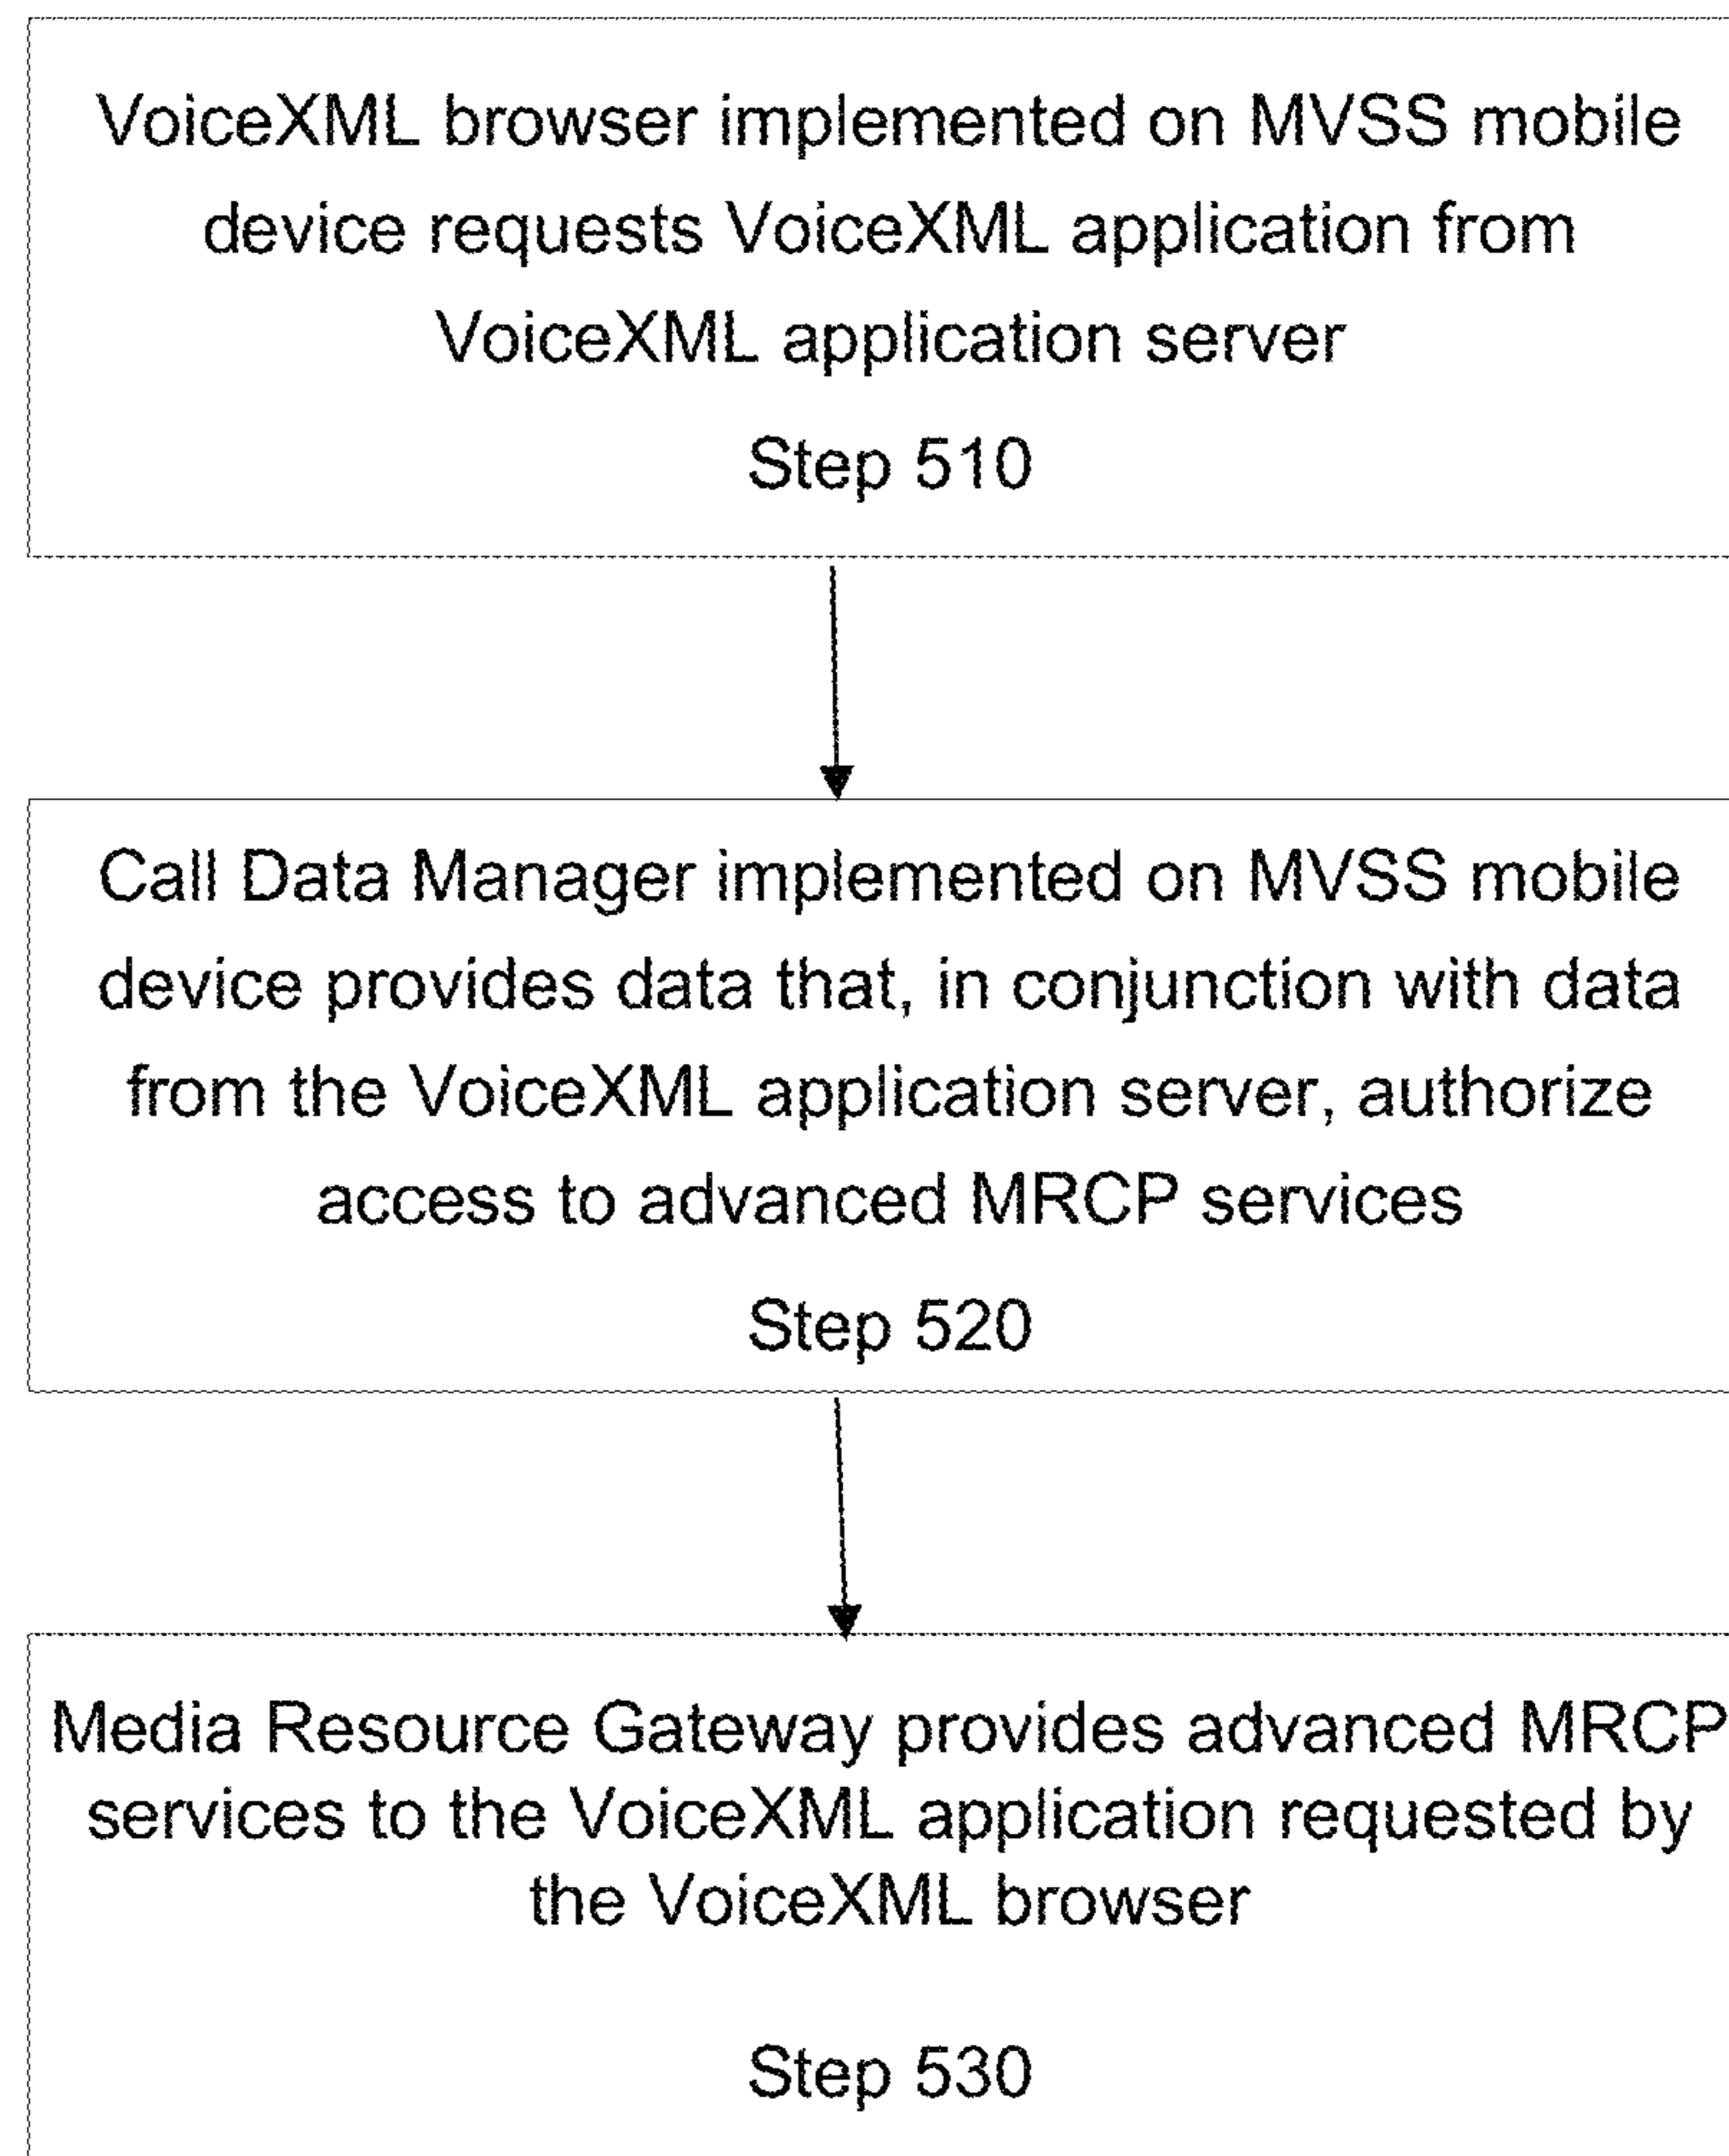 VoiceXML browser implemented on MVSS mobile
device requests VoiceXML application from
VoiceXML application server
Step 510
Call Data Manager implemented on MVSS mobile
device provides data that, in conjunction with data
from the VoiceXML application server, authorize
access to advanced MRCP services
Step 520
Media Resource Gateway provides advanced MRCP
services to the VoiceXML application requested by
the VoiceXML browser
Step 530